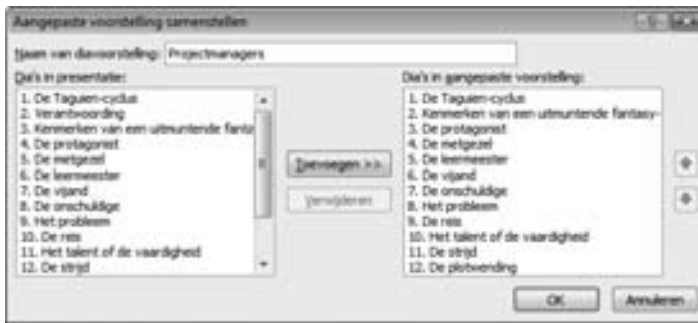 Aangepaste voorstelling samenstellen
Naam van diavoorstelling: Projectmanagers
Dia's in presentatie:
1. De Taguien-cyclus
2. Verantwoording
3. Kenmerken van een uitmuntende fanta
4. De protagonist
5. De metgezel
6. De leermeester
7. De vijand
8. De onschuldige
9. Het probleem
10. De reis
11. Het talent of de vaardigheid
12. De strijd
Toevoegen >>
Verwijderen
Dia's in aangepaste voorstelling:
1. De Taguien-cyclus
2. Kenmerken van een uitmuntende fantasy-
3. De protagonist
4. De metgezel
5. De leermeester
6. De vijand
7. De onschuldige
8. Het probleem
9. De reis
10. Het talent of de vaardigheid
11. De strijd
12. De plotwending
OK
Annuleren